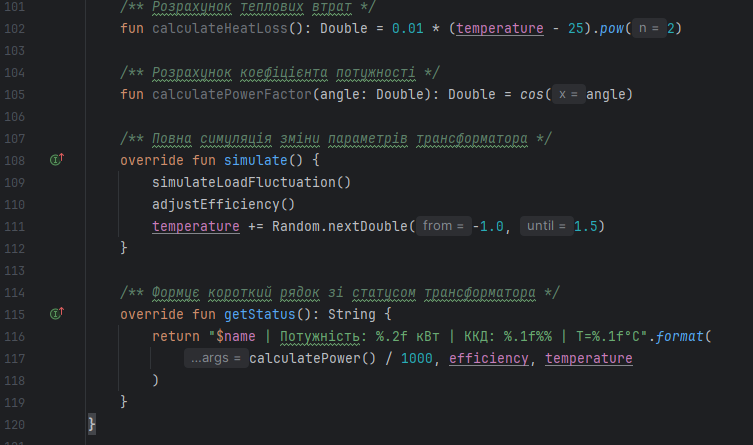 101 /** Розрахунок теплових втрат */
102 fun calculateHeatLoss(): Double = 0.01 * (temperature - 25).pow( n = 2)
103
104 /** Розрахунок коефіцієнта потужності */
105 fun calculatePowerFactor(angle: Double): Double = cos( x = angle)
106
107 /** Повна симуляція зміни параметрів трансформатора */
108 override fun simulate() {
109 simulateLoadFluctuation()
110 adjustEfficiency()
111 temperature += Random.nextDouble( from = -1.0, until = 1.5)
112 }
113
114 /** Формує короткий рядок зі статусом трансформатора */
115 override fun getStatus(): String {
116 return "$name | Потужність: %.2f кВт | ККД: %.1f%% | T=%.1f°C".format(
117 ...args = calculatePower() / 1000, efficiency, temperature
118 )
119 }
120 }